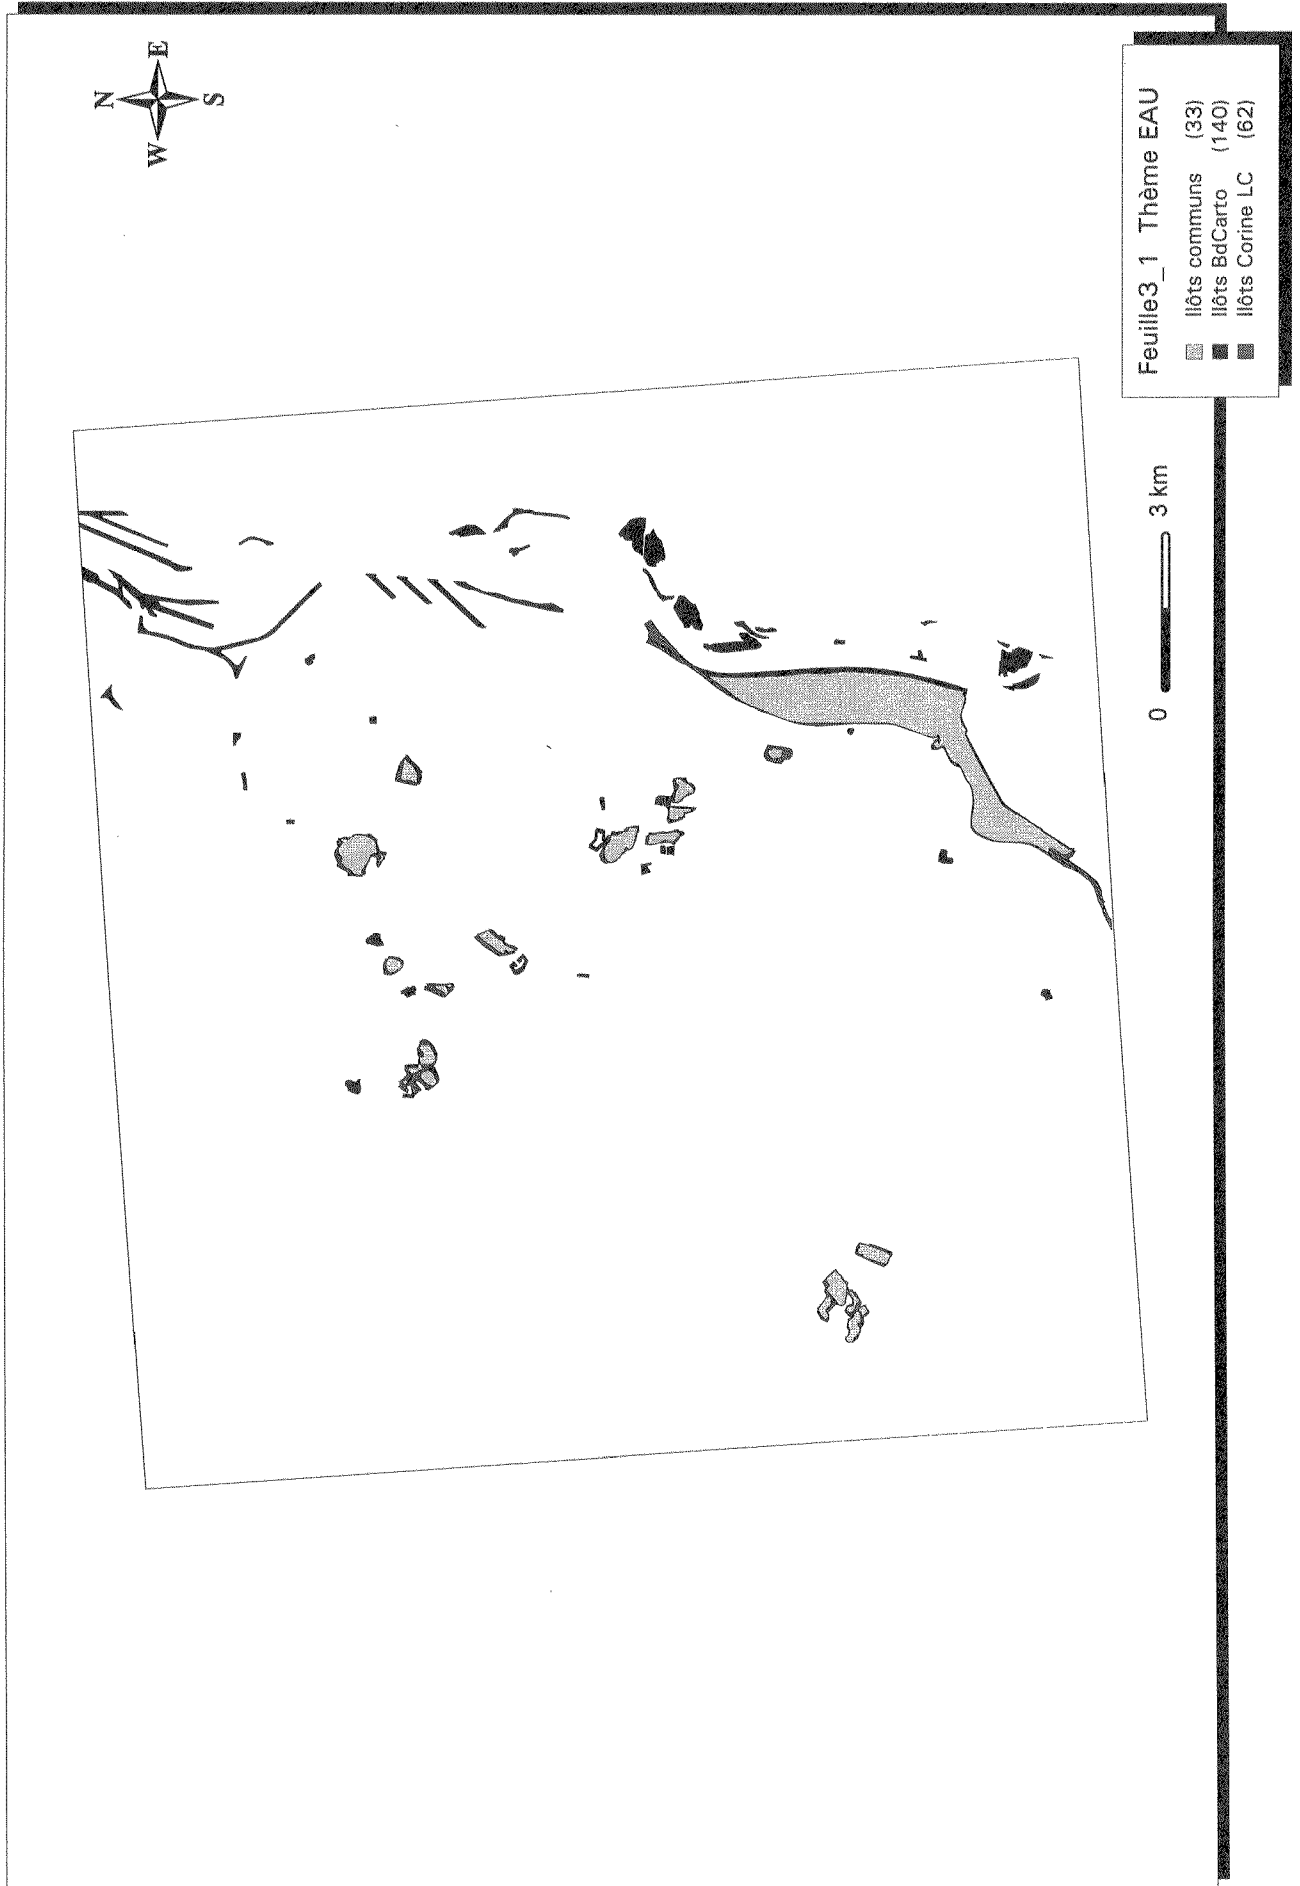 N
W
E
S
Feuille3_1 Thème EAU
Ilôts communs (33)
Ilôts BdCarto (140)
Ilôts Corine LC (62)
0 3 km